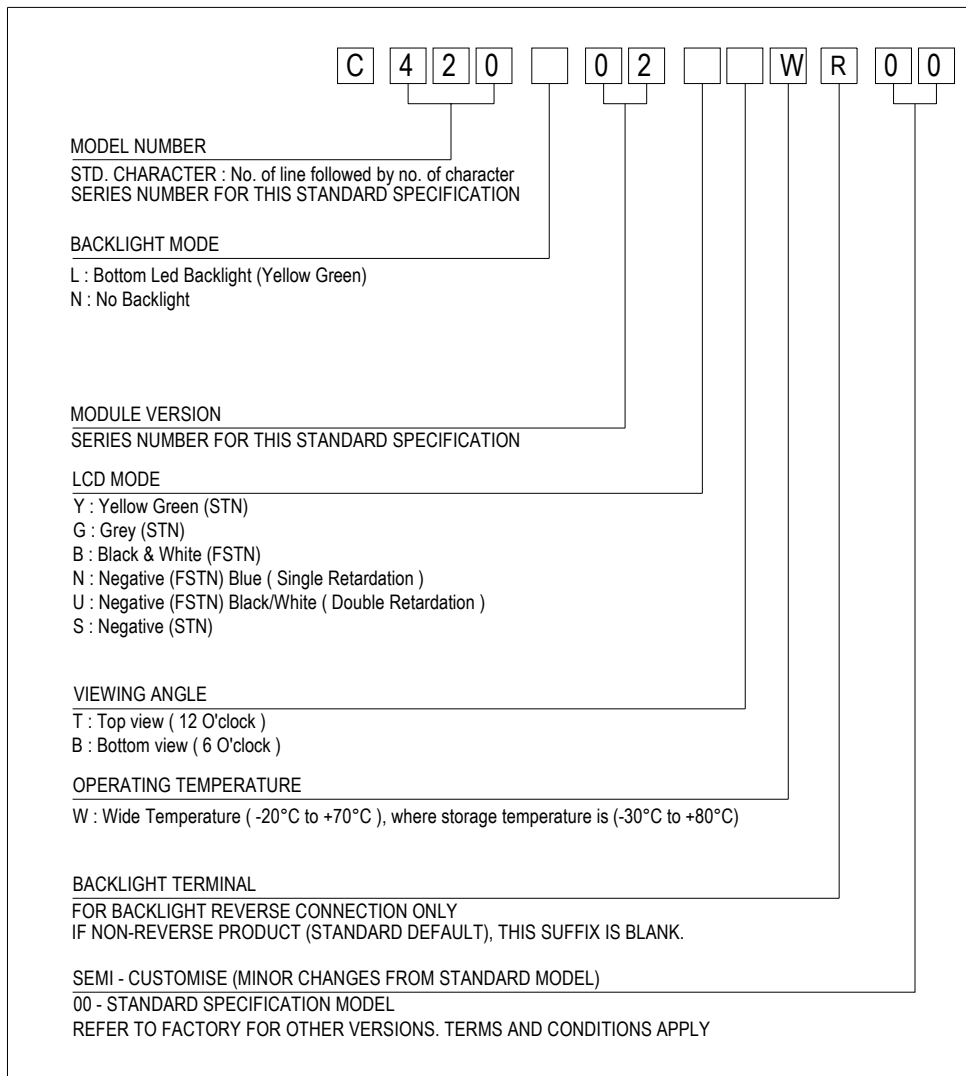 C 4 2 0 0 2 W R 0 0
MODEL NUMBER
STD. CHARACTER : No. of line followed by no. of character
SERIES NUMBER FOR THIS STANDARD SPECIFICATION
BACKLIGHT MODE
L : Bottom Led Backlight (Yellow Green)
N : No Backlight
MODULE VERSION
SERIES NUMBER FOR THIS STANDARD SPECIFICATION
LCD MODE
Y : Yellow Green (STN)
G : Grey (STN)
B : Black & White (FSTN)
N : Negative (FSTN) Blue ( Single Retardation )
U : Negative (FSTN) Black/White ( Double Retardation )
S : Negative (STN)
VIEWING ANGLE
T : Top view ( 12 O'clock )
B : Bottom view ( 6 O'clock )
OPERATING TEMPERATURE
W : Wide Temperature ( -20°C to +70°C ), where storage temperature is (-30°C to +80°C)
BACKLIGHT TERMINAL
FOR BACKLIGHT REVERSE CONNECTION ONLY
IF NON-REVERSE PRODUCT (STANDARD DEFAULT), THIS SUFFIX IS BLANK.
SEMI - CUSTOMISE (MINOR CHANGES FROM STANDARD MODEL)
00 - STANDARD SPECIFICATION MODEL
REFER TO FACTORY FOR OTHER VERSIONS. TERMS AND CONDITIONS APPLY